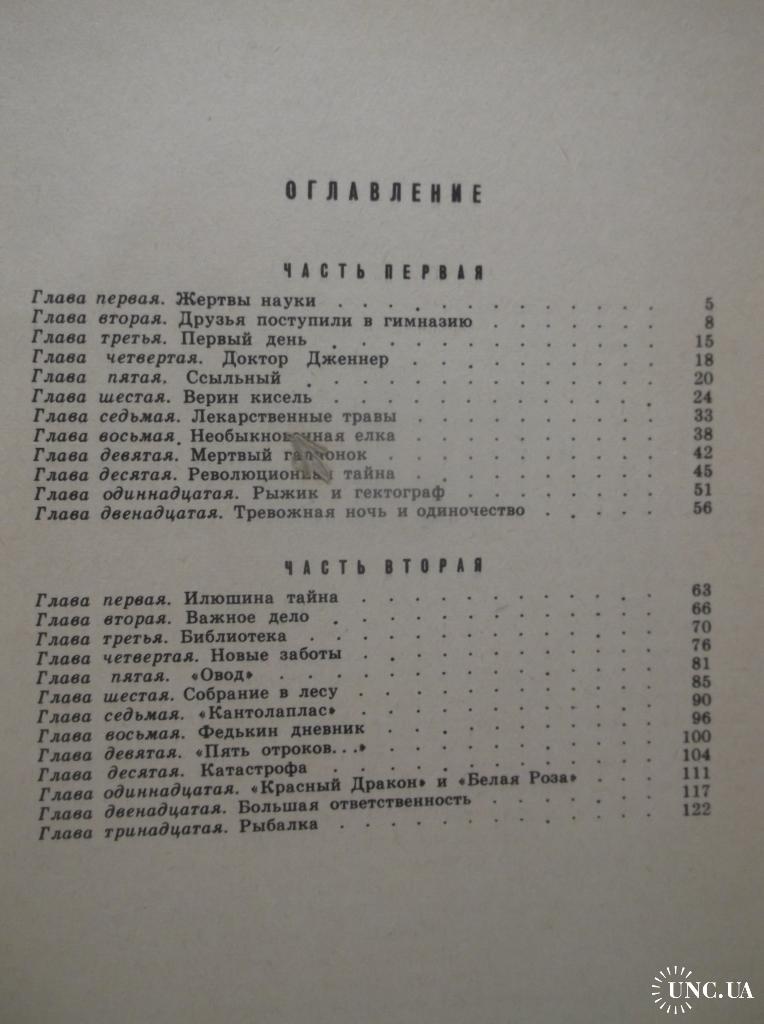 ОГЛАВЛЕНИЕ
ЧАСТЬ ПЕРВАЯ
Глава первая. Жертвы науки . . . . . . . . . . . . . 5
Глава вторая. Друзья поступили в гимназию . . . . . . . 8
Глава третья. Первый день . . . . . . . . . . . . . 15
Глава четвертая. Доктор Дженнер . . . . . . . . . . 18
Глава пятая. Ссыльный . . . . . . . . . . . . . . 20
Глава шестая. Верин кисель . . . . . . . . . . . . . 24
Глава седьмая. Лекарственные травы . . . . . . . . . . 33
Глава восьмая. Необыкновенная елка . . . . . . . . . . 38
Глава девятая. Мертвый . . . . . . . . . . 42
Глава десятая. Революционная тайна . . . . . . . . . . 45
Глава одиннадцатая. Рыжик и гектограф . . . . . . . . 51
Глава двенадцатая. Тревожная ночь и одиночество . . . . . 56
ЧАСТЬ ВТОРАЯ
Глава первая. Илюшина тайна . . . . . . . . . . . . 63
Глава вторая. Важное дело . . . . . . . . . . . . . 66
Глава третья. Библиотека . . . . . . . . . . . . . 70
Глава четвертая. Новые заботы . . . . . . . . . . . . 76
Глава пятая. «Овод» . . . . . . . . . . . . . . 81
Глава шестая. Собрание в лесу . . . . . . . . . . . . 85
Глава седьмая. «Кантолаплас» . . . . . . . . . . . 90
Глава восьмая. Федькин дневник . . . . . . . . . . . 96
Глава девятая. «Пять отроков...» . . . . . . . . . . . 100
Глава десятая. Катастрофа . . . . . . . . . . . . . 104
Глава одиннадцатая. «Красный Дракон» и «Белая Роза» . . . 111
Глава двенадцатая. Большая ответственность . . . . . . . 117
Глава тринадцатая. Рыбалка . . . . . . . . . . . . 122
UNC.UA